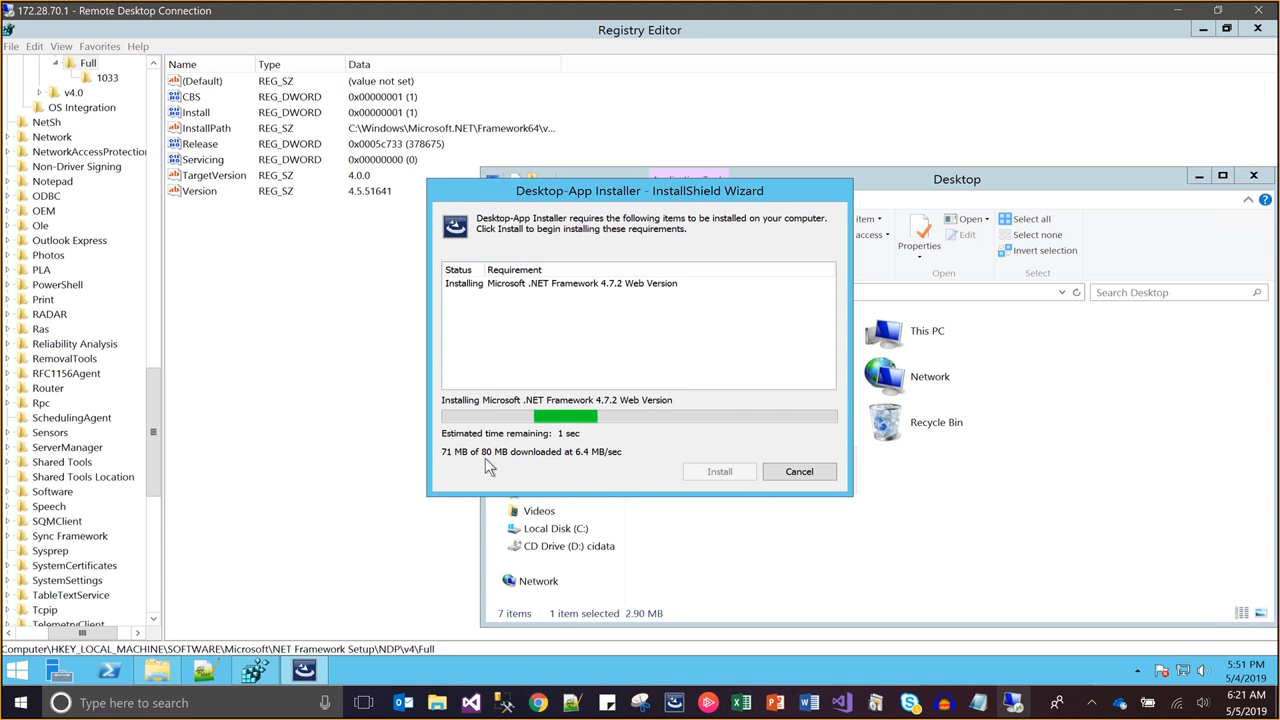 172.28.70.1 - Remote Desktop Connection
Registry Editor
File Edit View Favorites Help
Full
1033
v4.0
OS Integration
NetSh
Network
NetworkAccessProtection
Non-Driver Signing
Notepad
ODBC
OEM
Ole
Outlook Express
Photos
PLA
PowerShell
Print
RADAR
Ras
Reliability Analysis
RemovalTools
RFC1156Agent
Router
Rpc
SchedulingAgent
Sensors
ServerManager
Shared Tools
Shared Tools Location
Software
Speech
SQMClient
Sync Framework
Sysprep
SystemCertificates
SystemSettings
TableTextService
Tcpip
TelemetryClient
Name Type Data
(Default) REG_SZ (value not set)
CBS REG_DWORD 0x00000001 (1)
Install REG_DWORD 0x00000001 (1)
InstallPath REG_SZ C:\Windows\Microsoft.NET\Framework64\v...
Release REG_DWORD 0x0005c733 (378675)
Servicing REG_DWORD 0x00000000 (0)
TargetVersion REG_SZ 4.0.0
Version REG_SZ 4.5.51641
Desktop-App Installer - InstallShield Wizard
Desktop-App Installer requires the following items to be installed on your computer.
Click Install to begin installing these requirements.
Status Requirement
Installing Microsoft .NET Framework 4.7.2 Web Version
Installing Microsoft .NET Framework 4.7.2 Web Version
Estimated time remaining: 1 sec
71 MB of 80 MB downloaded at 6.4 MB/sec
Install Cancel
Desktop
item
access
Properties
Open
Edit
Open
Select all
Select none
Invert selection
Select
Search Desktop
This PC
Network
Recycle Bin
Videos
Local Disk (C:)
CD Drive (D:) cidata
Network
7 items 1 item selected 2.90 MB
Computer\HKEY_LOCAL_MACHINE\SOFTWARE\Microsoft\NET Framework Setup\NDP\v4\Full
5:51 PM
5/4/2019
Type here to search
6:21 AM
5/5/2019